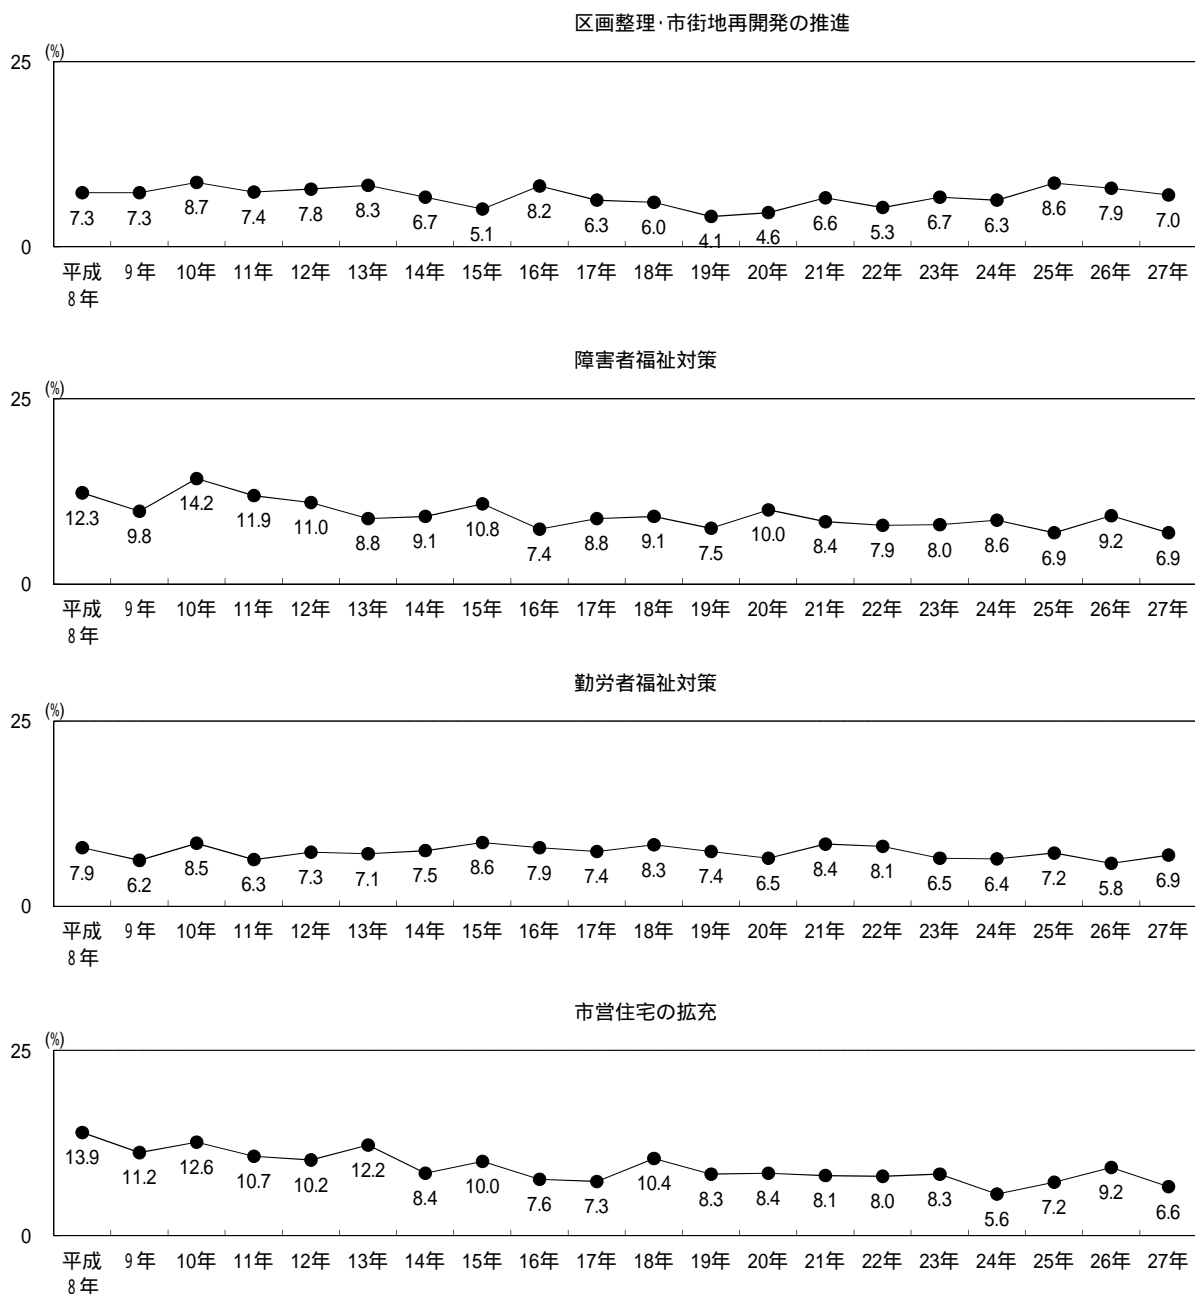 区画整理・市街地再開発の推進
(%)
25
7.3 7.3 8.7 7.4 7.8 8.3 6.7 5.1 8.2 6.3 6.0 4.1 4.6 6.6 5.3 6.7 6.3 8.6 7.9 7.0
0
平成 9年 10年 11年 12年 13年 14年 15年 16年 17年 18年 19年 20年 21年 22年 23年 24年 25年 26年 27年
8年
障害者福祉対策
(%)
25
12.3 9.8 14.2 11.9 11.0 8.8 9.1 10.8 7.4 8.8 9.1 7.5 10.0 8.4 7.9 8.0 8.6 6.9 9.2 6.9
0
平成 9年 10年 11年 12年 13年 14年 15年 16年 17年 18年 19年 20年 21年 22年 23年 24年 25年 26年 27年
8年
勤労者福祉対策
(%)
25
7.9 6.2 8.5 6.3 7.3 7.1 7.5 8.6 7.9 7.4 8.3 7.4 6.5 8.4 8.1 6.5 6.4 7.2 5.8 6.9
0
平成 9年 10年 11年 12年 13年 14年 15年 16年 17年 18年 19年 20年 21年 22年 23年 24年 25年 26年 27年
8年
市営住宅の拡充
(%)
25
13.9 11.2 12.6 10.7 10.2 12.2 8.4 10.0 7.6 7.3 10.4 8.3 8.4 8.1 8.0 8.3 5.6 7.2 9.2 6.6
0
平成 9年 10年 11年 12年 13年 14年 15年 16年 17年 18年 19年 20年 21年 22年 23年 24年 25年 26年 27年
8年